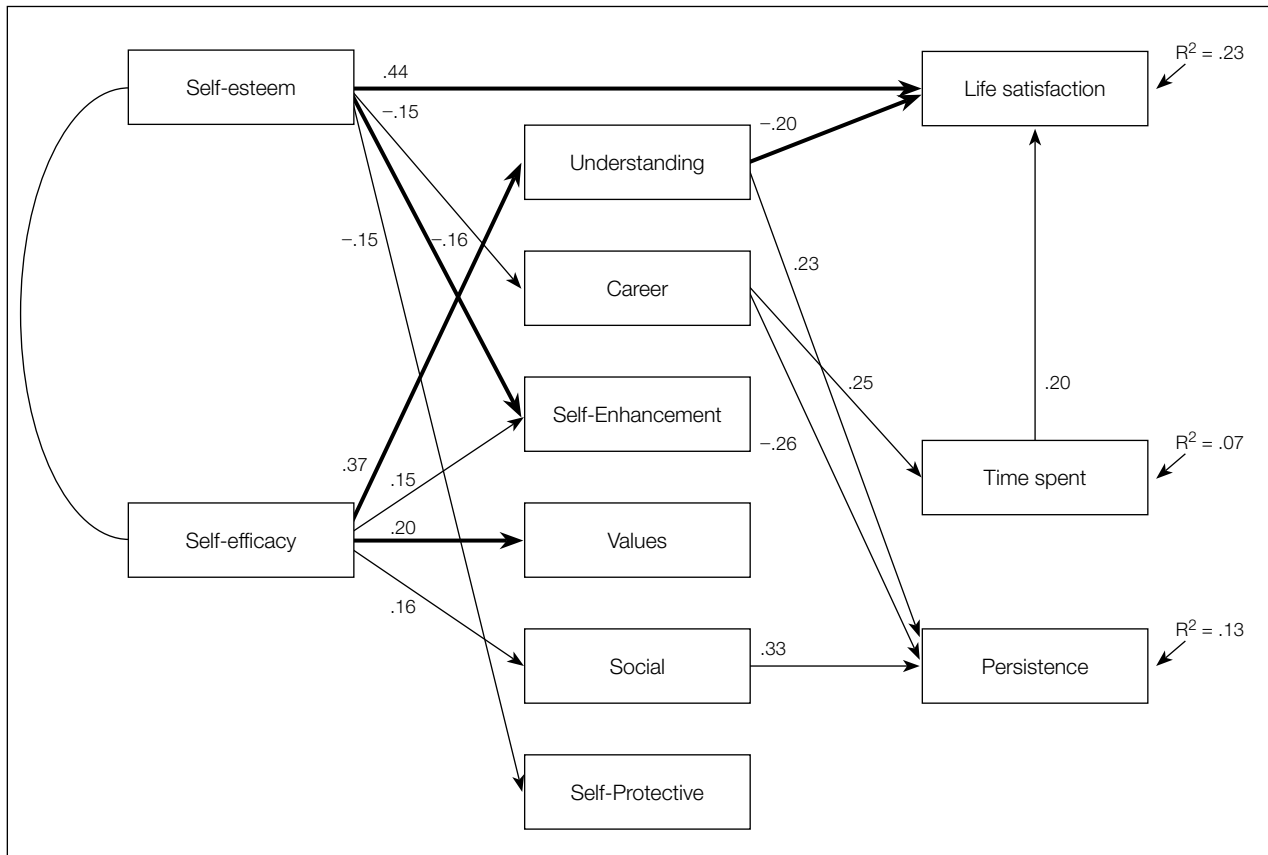 R² = .23
Self-esteem
.44
Life satisfaction
–.15
–.20
Understanding
–.15
–.16
.23
Career
.25
.20
Self-Enhancement
–.26
R² = .07
.37
.15
Time spent
Self-efficacy
.20
Values
.16
R² = .13
Social
.33
Persistence
Self-Protective